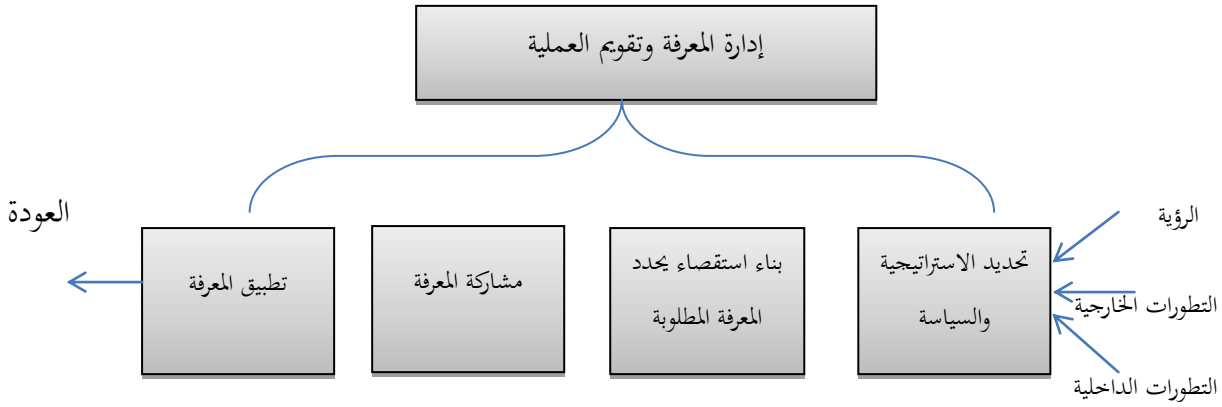 إدارة المعرفة وتقويم العملية
الرؤية
التطورات الخارجية
التطورات الداخلية
تحديد الاستراتيجية
والسياسة
بناء استقصاء يحدد
المعرفة المطلوبة
مشاركة المعرفة
تطبيق المعرفة
العودة